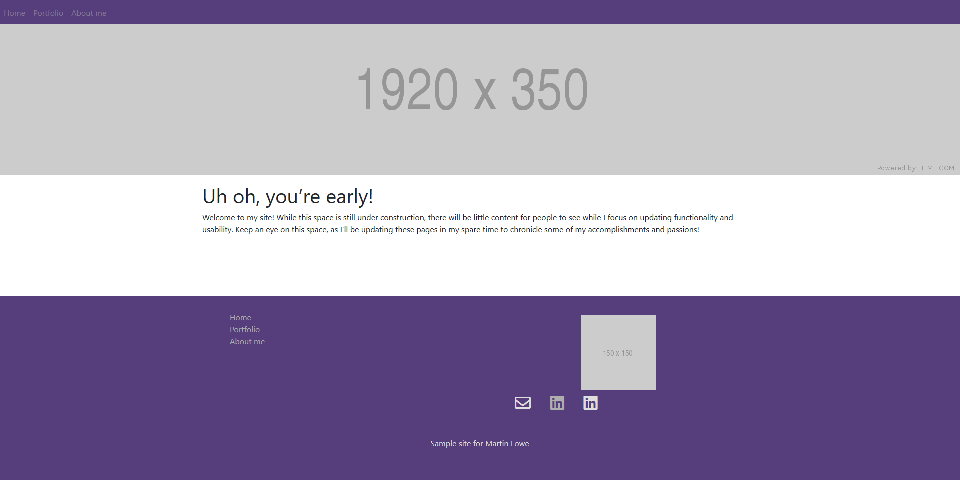 Home Portfolio About me
1920 x 350
Powered by
Uh oh, you're early!
Welcome to my site! While this space is still under construction, there will be little content for people to see while I focus on updating functionality and
usability. Keep an eye on this space, as I'll be updating these pages in my spare time to chronicle some of my accomplishments and passions!
Home
Portfolio
About me
150 x 150
in in
Sample site for Martin Lowe